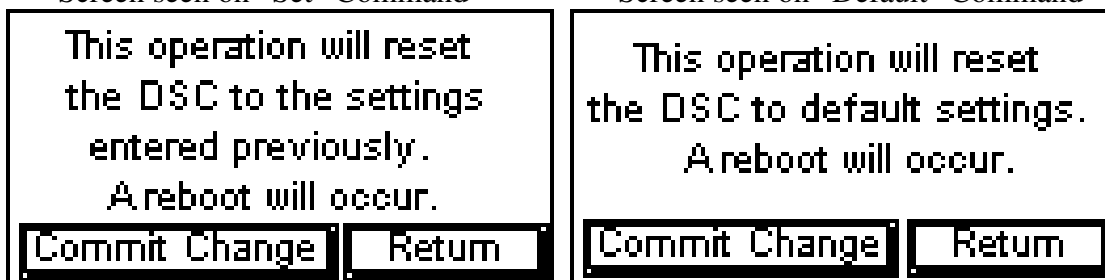 Screen seen on "Set" Command
This operation will reset
the DSC to the settings
entered previously.
A reboot will occur.
Commit Change
Return
Screen seen on "Default" Command
This operation will reset
the DSC to default settings.
A reboot will occur.
Commit Change
Return